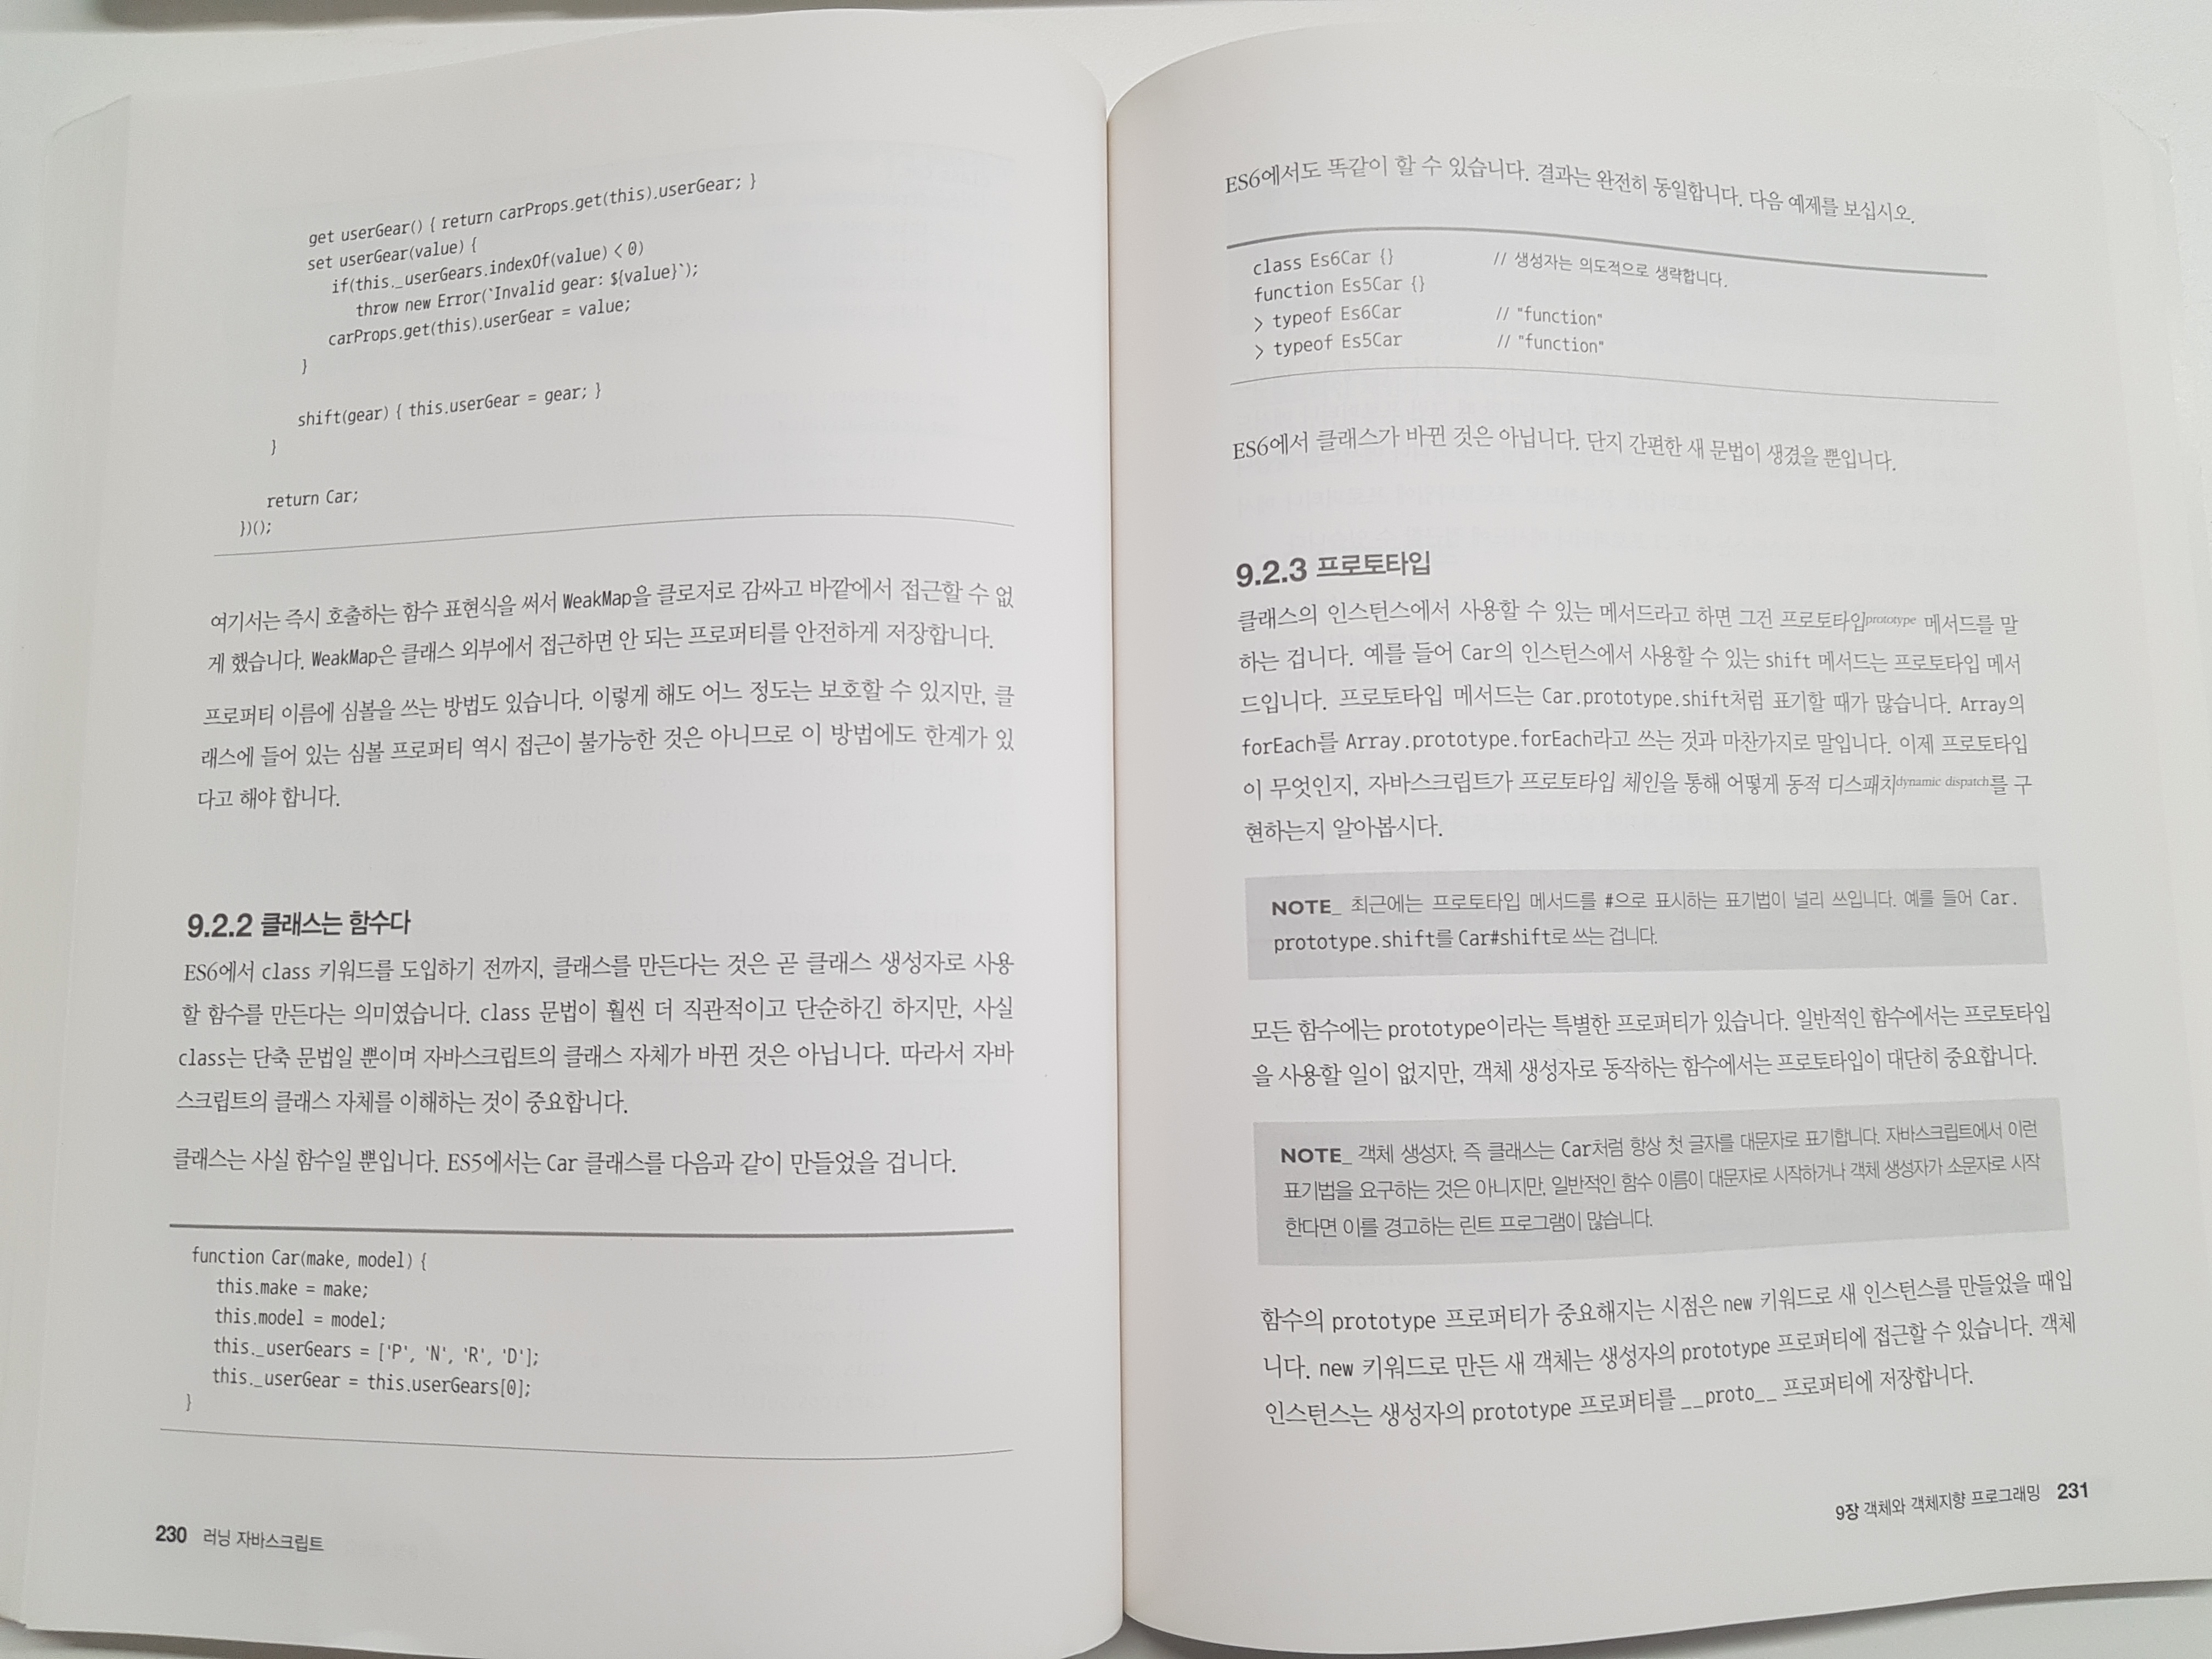 get userGear() { return carProps.get(this).userGear; }
set userGear(value) {
if(this._userGears.indexOf(value) < 0)
throw new Error(`Invalid gear: ${value}`);
carProps.get(this).userGear = value;
}
shift(gear) { this.userGear = gear; }
}
return Car;
})();
여기서는 즉시 호출하는 함수 표현식을 써서 WeakMap을 클로저로 감싸고 바깥에서 접근할 수 없
게 했습니다. WeakMap은 클래스 외부에서 접근하면 안 되는 프로퍼티를 안전하게 저장합니다.
프로퍼티 이름에 심볼을 쓰는 방법도 있습니다. 이렇게 해도 어느 정도는 보호할 수 있지만, 클
래스에 들어 있는 심볼 프로퍼티 역시 접근이 불가능한 것은 아니므로 이 방법에도 한계가 있
다고 해야 합니다.
9.2.2 클래스는 함수다
ES6에서 class 키워드를 도입하기 전까지, 클래스를 만든다는 것은 곧 클래스 생성자로 사용
할 함수를 만든다는 의미였습니다. class 문법이 훨씬 더 직관적이고 단순하긴 하지만, 사실
class는 단축 문법일 뿐이며 자바스크립트의 클래스 자체가 바뀐 것은 아닙니다. 따라서 자바
스크립트의 클래스 자체를 이해하는 것이 중요합니다.
클래스는 사실 함수일 뿐입니다. ES5에서는 Car 클래스를 다음과 같이 만들었을 겁니다.
function Car(make, model) {
this.make = make;
this.model = model;
this._userGears = ['P', 'N', 'R', 'D'];
this._userGear = this.userGears[0];
}
230 러닝 자바스크립트
ES6에서도 똑같이 할 수 있습니다. 결과는 완전히 동일합니다. 다음 예제를 보십시오.
class Es6Car {} // 생성자는 의도적으로 생략합니다.
function Es5Car {}
> typeof Es6Car // "function"
> typeof Es5Car // "function"
ES6에서 클래스가 바뀐 것은 아닙니다. 단지 간편한 새 문법이 생겼을 뿐입니다.
9.2.3 프로토타입
클래스의 인스턴스에서 사용할 수 있는 메서드라고 하면 그건 프로토타입prototype 메서드를 말
하는 겁니다. 예를 들어 Car의 인스턴스에서 사용할 수 있는 shift 메서드는 프로토타입 메서
드입니다. 프로토타입 메서드는 Car.prototype.shift처럼 표기할 때가 많습니다. Array의
forEach를 Array.prototype.forEach라고 쓰는 것과 마찬가지로 말입니다. 이제 프로토타입
이 무엇인지, 자바스크립트가 프로토타입 체인을 통해 어떻게 동적 디스패치dynamic dispatch를 구
현하는지 알아봅시다.
NOTE_ 최근에는 프로토타입 메서드를 #으로 표시하는 표기법이 널리 쓰입니다. 예를 들어 Car.
prototype.shift를 Car#shift로 쓰는 겁니다.
모든 함수에는 prototype이라는 특별한 프로퍼티가 있습니다. 일반적인 함수에서는 프로토타입
을 사용할 일이 없지만, 객체 생성자로 동작하는 함수에서는 프로토타입이 대단히 중요합니다.
NOTE_ 객체 생성자, 즉 클래스는 Car처럼 항상 첫 글자를 대문자로 표기합니다. 자바스크립트에서 이런
표기법을 요구하는 것은 아니지만, 일반적인 함수 이름이 대문자로 시작하거나 객체 생성자가 소문자로 시작
한다면 이를 경고하는 린트 프로그램이 많습니다.
함수의 prototype 프로퍼티가 중요해지는 시점은 new 키워드로 새 인스턴스를 만들었을 때입
니다. new 키워드로 만든 새 객체는 생성자의 prototype 프로퍼티에 접근할 수 있습니다. 객체
인스턴스는 생성자의 prototype 프로퍼티를 __proto__ 프로퍼티에 저장합니다.
9장 객체와 객체지향 프로그래밍 231